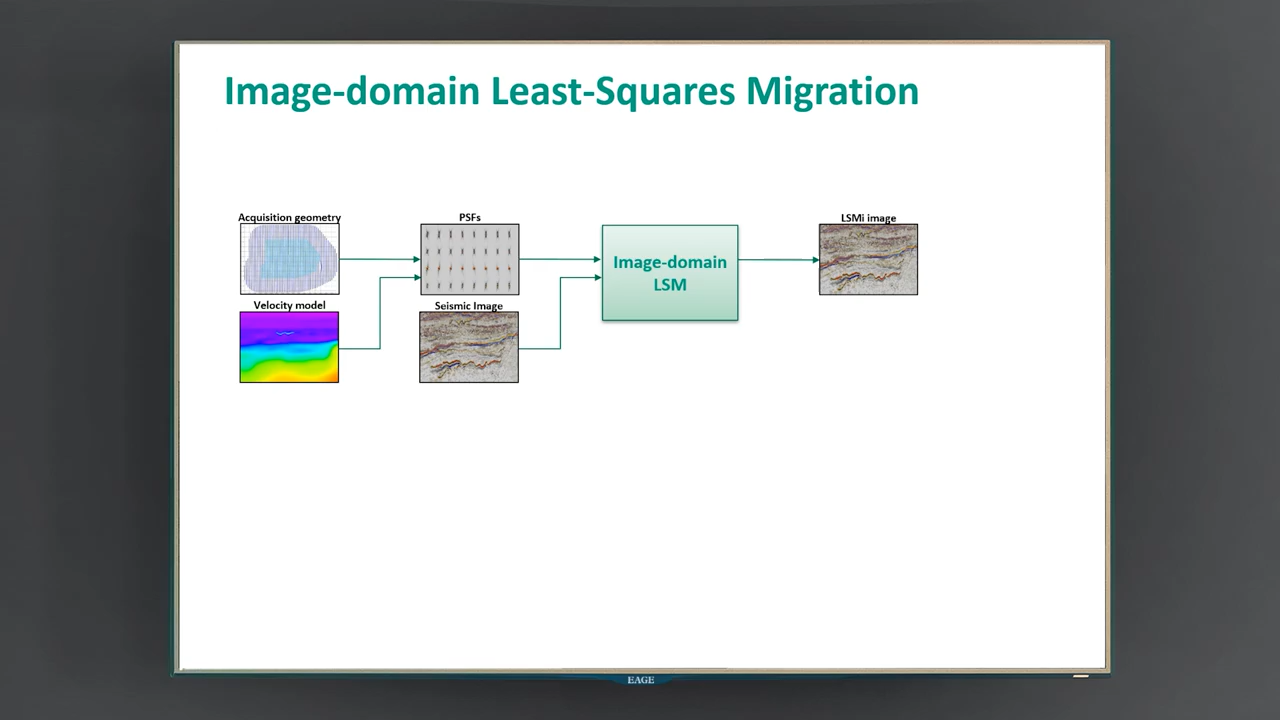 Image-domain Least-Squares Migration
Acquisition geometry
PSFs
LSMi image
Image-domain
LSM
Velocity model
Seismic Image
EAGE